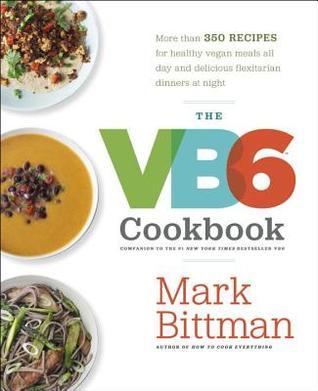 More than 350 RECIPES
for healthy vegan meals all
day and delicious flexitarian
dinners at night
THE
VB6™
Cookbook
COMPANION TO THE #1 NEW YORK TIMES BESTSELLER VB6
Mark
Bittman
AUTHOR OF HOW TO COOK EVERYTHING